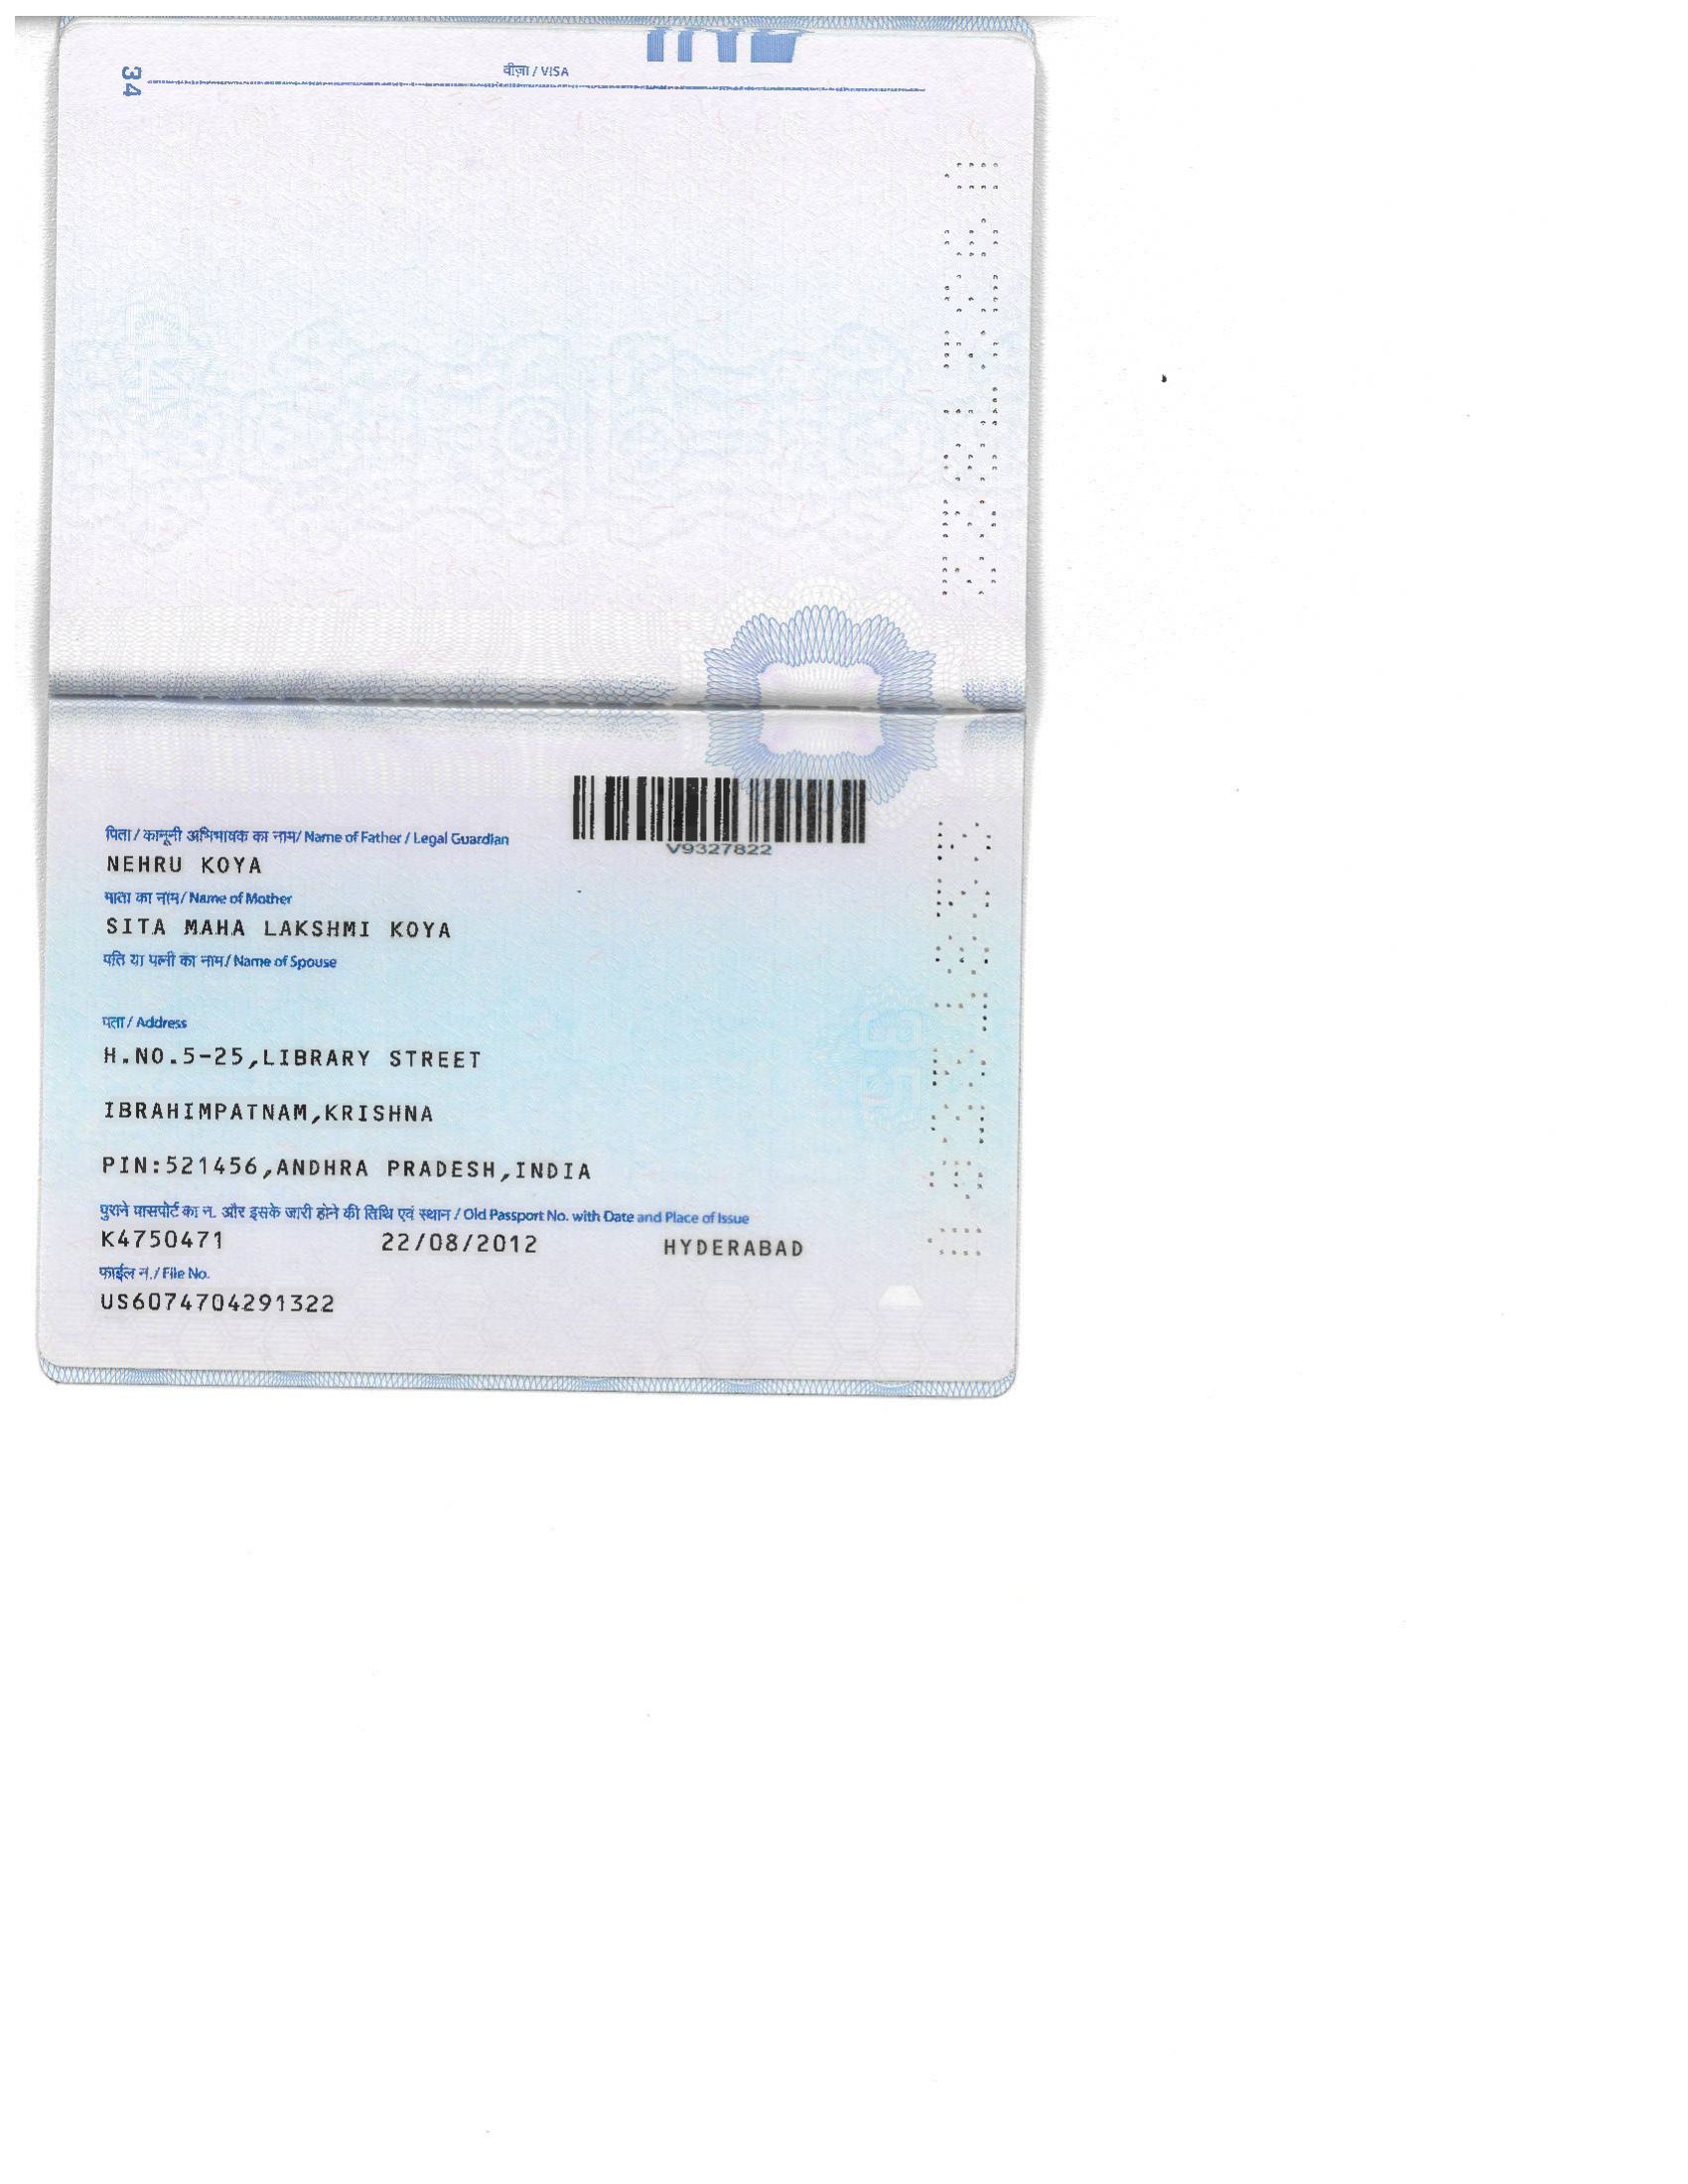 34
वीज़ा / VISA
V9327822
पिता / कानूनी अभिभावक का नाम/ Name of Father / Legal Guardian
NEHRU KOYA
माता का नाम/ Name of Mother
SITA MAHA LAKSHMI KOYA
पति या पत्नी का नाम/ Name of Spouse
पता / Address
H.NO.5-25,LIBRARY STREET
IBRAHIMPATNAM,KRISHNA
PIN:521456,ANDHRA PRADESH,INDIA
पुराने पासपोर्ट का न. और इसके जारी होने की तिथि एवं स्थान / Old Passport No. with Date and Place of Issue
K4750471 22/08/2012 HYDERABAD
फाईल न./ File No.
US6074704291322